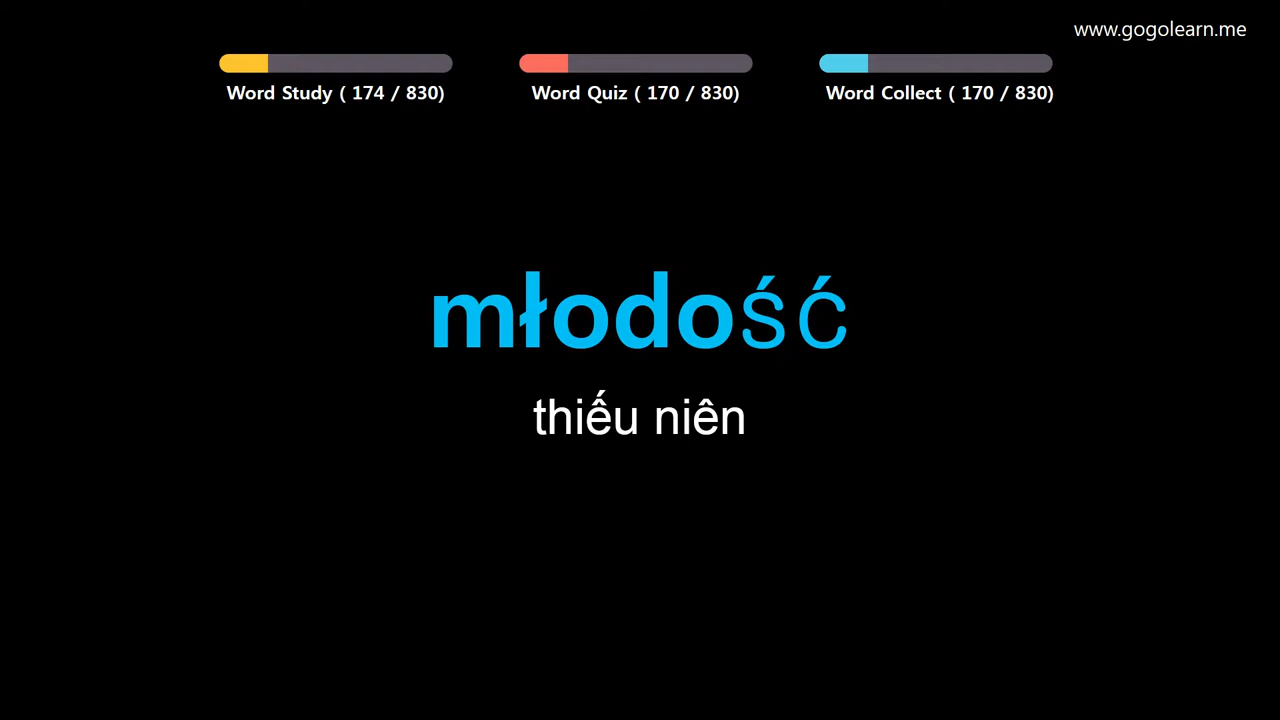 www.gogolearn.me
Word Study ( 174 / 830)
Word Quiz ( 170 / 830)
Word Collect ( 170 / 830)
młodość
thiếu niên